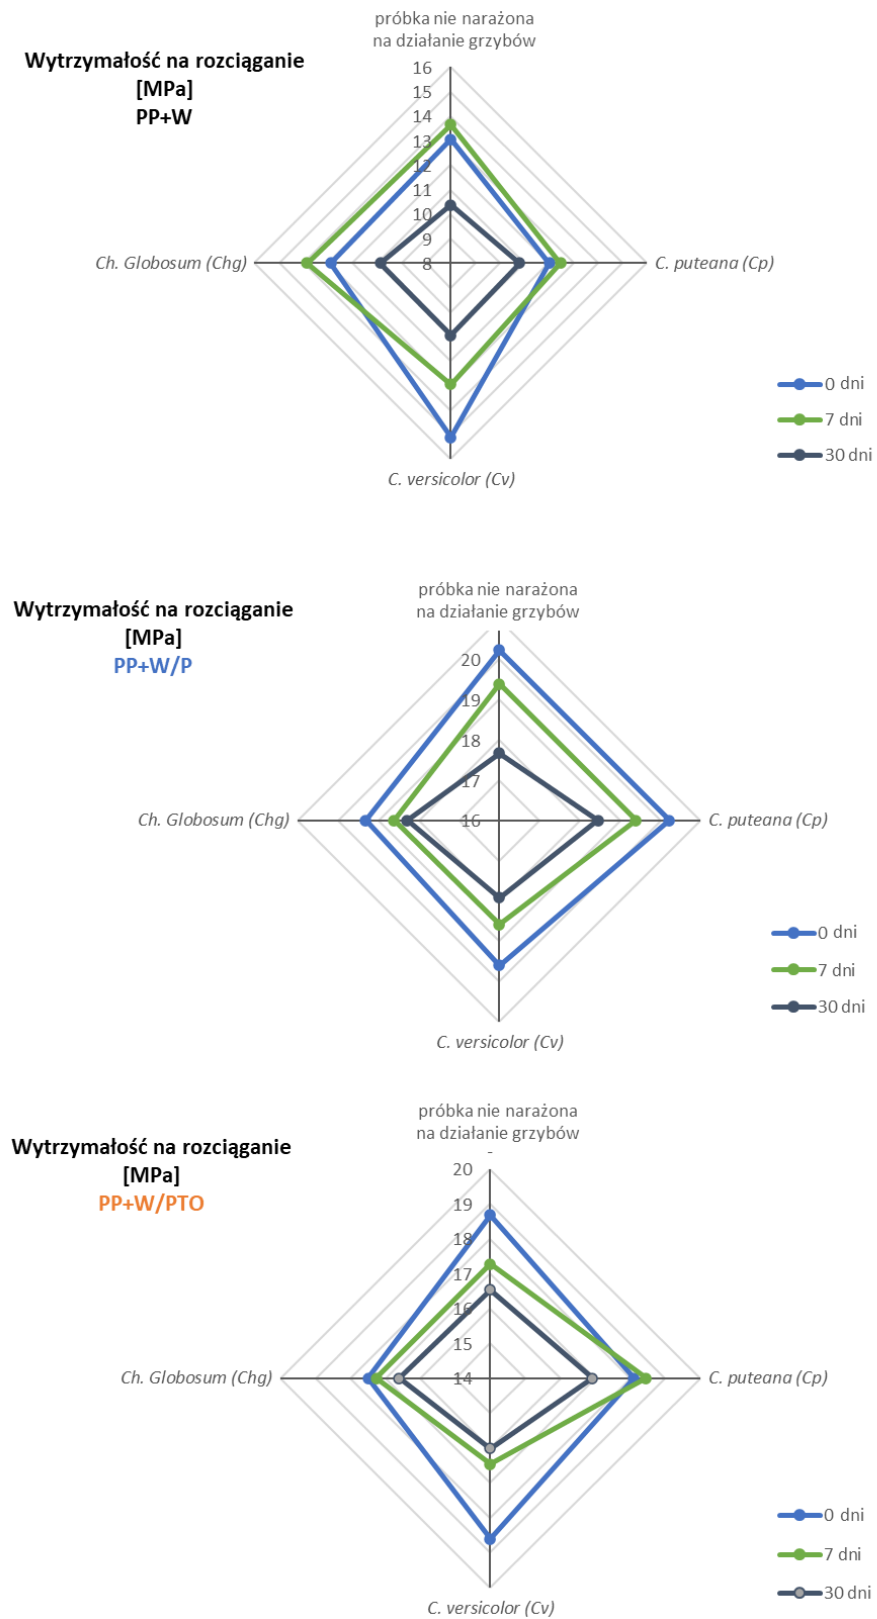 próbka nie narażona
na działanie grzybów
Wytrzymałość na rozciąganie
[MPa]
PP+W
16
15
14
13
12
11
10
9
8
Ch. Globosum (Chg)
C. puteana (Cp)
C. versicolor (Cv)
0 dni
7 dni
30 dni
próbka nie narażona
na działanie grzybów
Wytrzymałość na rozciąganie
[MPa]
PP+W/P
20
19
18
17
16
Ch. Globosum (Chg)
C. puteana (Cp)
C. versicolor (Cv)
0 dni
7 dni
30 dni
próbka nie narażona
na działanie grzybów
Wytrzymałość na rozciąganie
[MPa]
PP+W/PTO
20
19
18
17
16
15
14
Ch. Globosum (Chg)
C. puteana (Cp)
C. versicolor (Cv)
0 dni
7 dni
30 dni